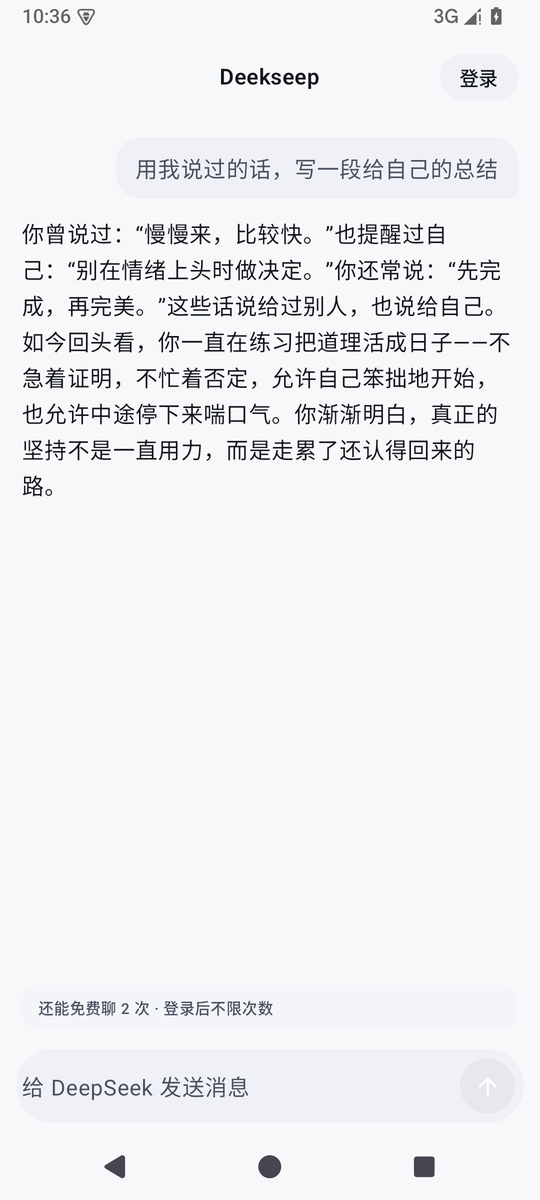 10:36
3G
Deekseep
登录
用我说过的话，写一段给自己的总结
你曾说过：“慢慢来，比较快。”也提醒过自
己：“别在情绪上头时做决定。”你还常说：“先完
成，再完美。”这些话说给过别人，也说给自己。
如今回头看，你一直在练习把道理活成日子——不
急着证明，不忙着否定，允许自己笨拙地开始，
也允许中途停下来喘口气。你渐渐明白，真正的
坚持不是一直用力，而是走累了还认得回来的
路。
还能免费聊 2 次 · 登录后不限次数
给 DeepSeek 发送消息